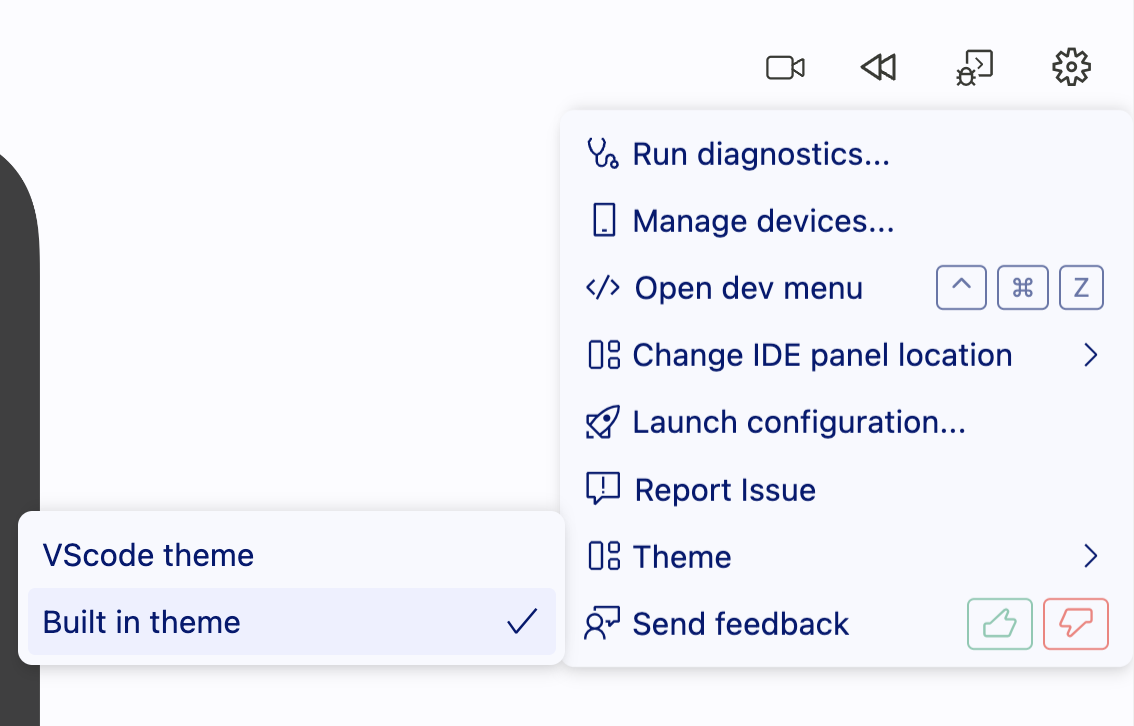 Run diagnostics...
Manage devices...
Open dev menu ^ ⌘ Z
Change IDE panel location
Launch configuration...
Report Issue
Theme
VScode theme
Built in theme
Send feedback